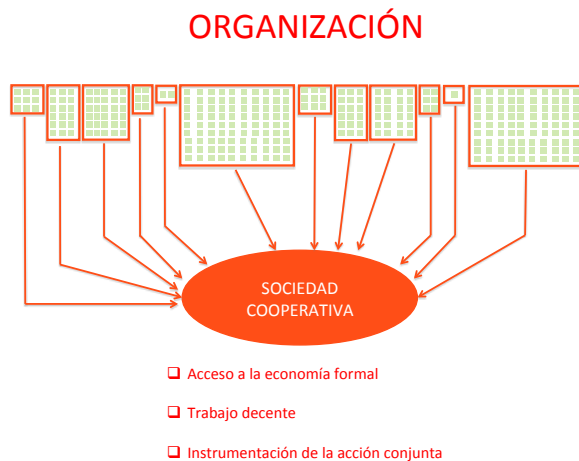 ORGANIZACIÓN
SOCIEDAD
COOPERATIVA
❑ Acceso a la economía formal
❑ Trabajo decente
❑ Instrumentación de la acción conjunta